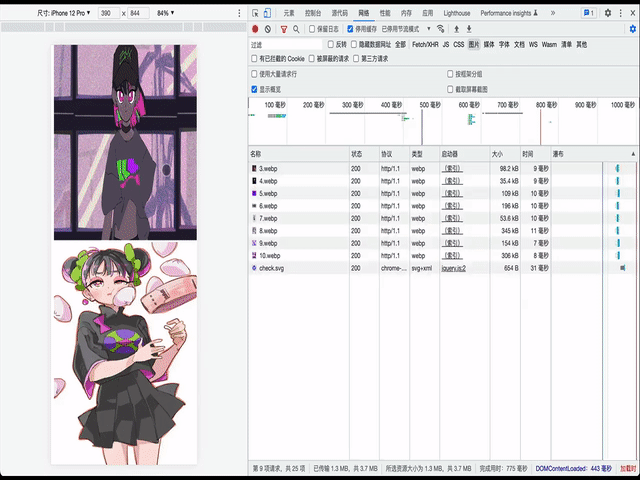 尺寸: iPhone 12 Pro ▼ 390 x 844 84% ▼
元素 控制台 源代码 网络 性能 内存 应用 Lighthouse Performance insights 1
保留日志 停用缓存 已停用节流模式
过滤 反转 隐藏数据网址 全部 Fetch/XHR JS CSS 图片 媒体 字体 文档 WS Wasm 清单 其他
有已拦截的 Cookie 被屏蔽的请求 第三方请求
使用大量请求行 按框架分组
显示概览 截取屏幕截图
100 毫秒 200 毫秒 300 毫秒 400 毫秒 500 毫秒 600 毫秒 700 毫秒 800 毫秒 900 毫秒 1000 毫秒
名称 状态 协议 类型 启动器 大小 时间 瀑布
3.webp 200 http/1.1 webp (索引) 98.2 kB 9 毫秒
4.webp 200 http/1.1 webp (索引) 35.4 kB 9 毫秒
5.webp 200 http/1.1 webp (索引) 109 kB 10 毫秒
6.webp 200 http/1.1 webp (索引) 196 kB 10 毫秒
7.webp 200 http/1.1 webp (索引) 53.6 kB 10 毫秒
8.webp 200 http/1.1 webp (索引) 345 kB 11 毫秒
9.webp 200 http/1.1 webp (索引) 154 kB 7 毫秒
10.webp 200 http/1.1 webp (索引) 306 kB 8 毫秒
check.svg 200 chrome-... svg+xml jquery.js:2 654 B 31 毫秒
第 9 项请求，共 25 项 已传输 1.3 MB，共 3.7 MB 所选资源大小为 1.3 MB，共 3.7 MB 完成用时：775 毫秒 DOMContentLoaded：443 毫秒 加载时